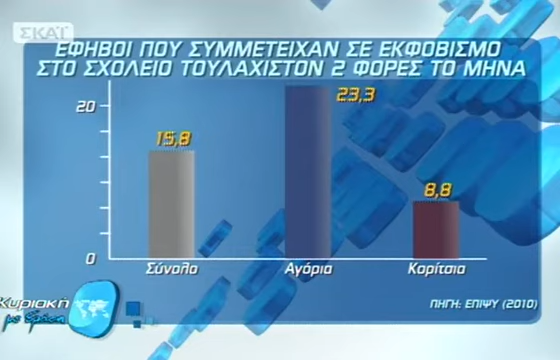 ΣΚΑΪ
ΕΦΗΒΟΙ ΠΟΥ ΣΥΜΜΕΤΕΙΧΑΝ ΣΕ ΕΚΦΟΒΙΣΜΟ
ΣΤΟ ΣΧΟΛΕΙΟ ΤΟΥΛΑΧΙΣΤΟΝ 2 ΦΟΡΕΣ ΤΟ ΜΗΝΑ
20
23,3
15,8
8,8
0
Σύνολο Αγόρια Κορίτσια
Κυριακή
ΠΗΓΗ: ΕΠΙΨΥ (2010)
με